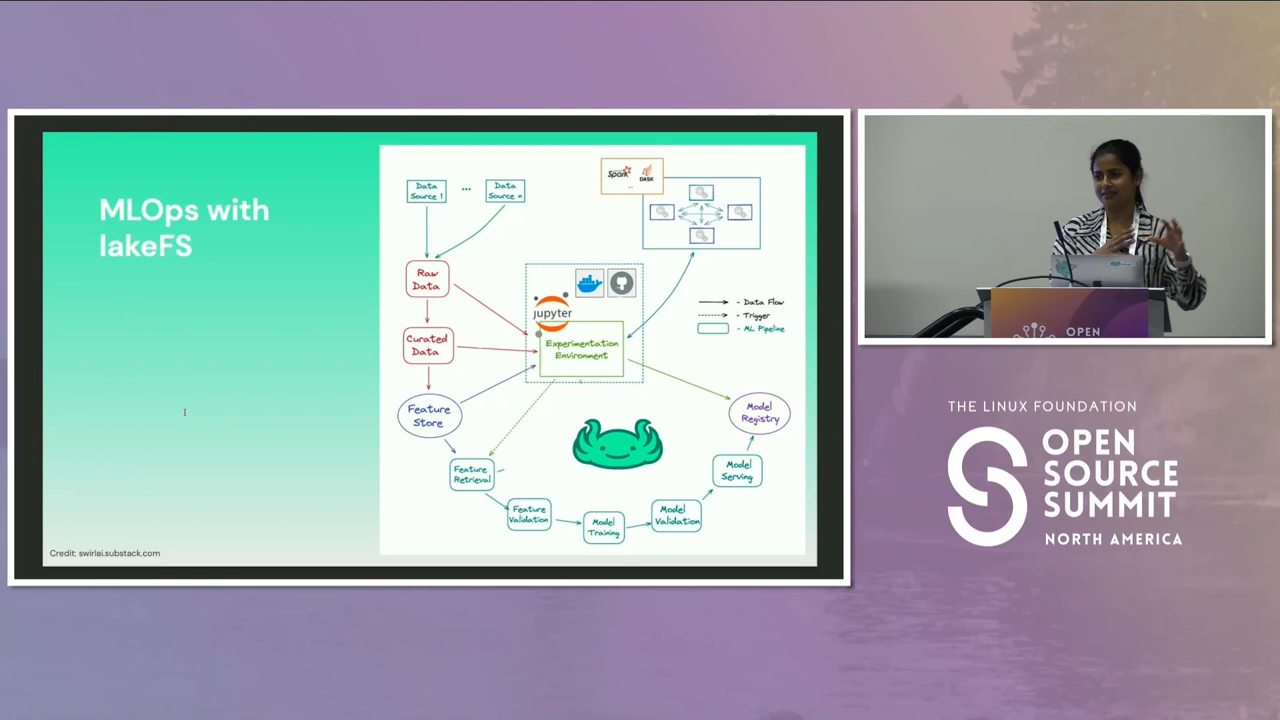 MLOps with
lakeFS
Credit: swirlai.substack.com
Data
Source 1
...
Data
Source n
Raw
Data
Curated
Data
Feature
Store
Feature
Retrieval
Feature
Validation
Model
Training
Model
Validation
Model
Serving
Model
Registry
jupyter
Experimentation
Environment
Spark
DASK
...
- Data Flow
- Trigger
- ML Pipeline
OPEN
THE LINUX FOUNDATION
OPEN
SOURCE
SUMMIT
NORTH AMERICA